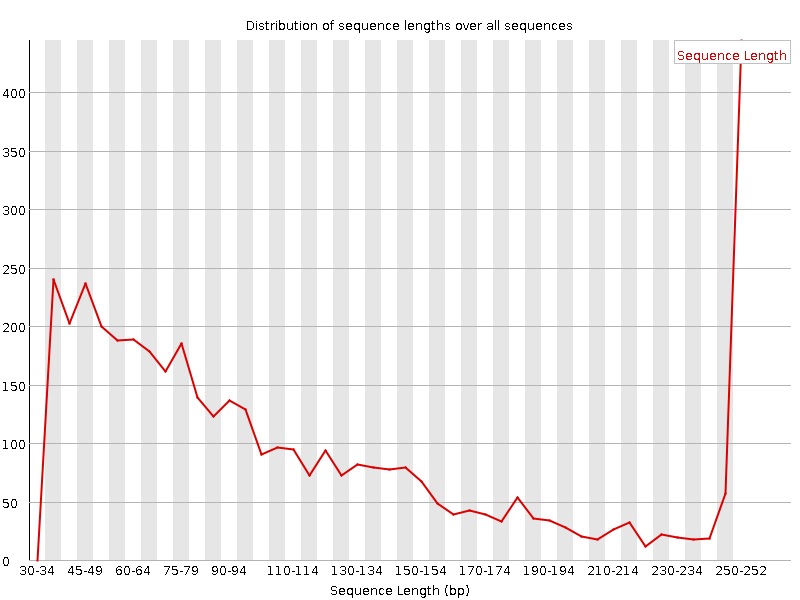 Distribution of sequence lengths over all sequences
Sequence Length
400
350
300
250
200
150
100
50
0
30-34 45-49 60-64 75-79 90-94 110-114 130-134 150-154 170-174 190-194 210-214 230-234 250-252
Sequence Length (bp)